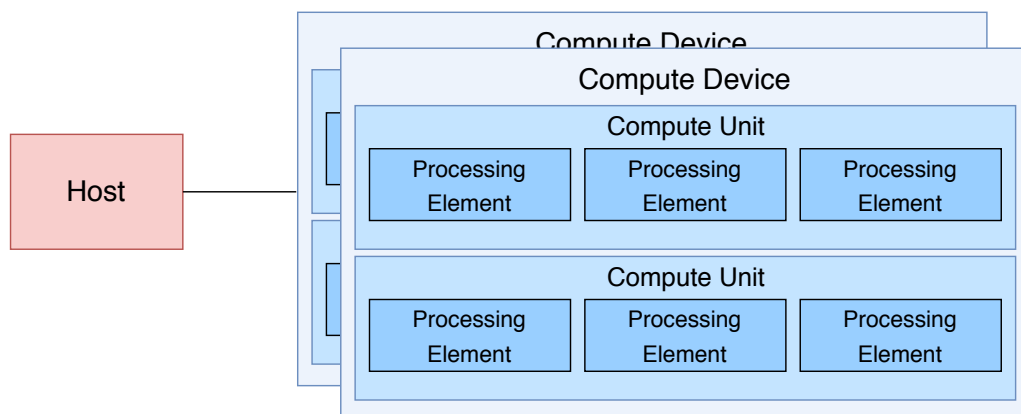 Compute Device
Compute Device
Compute Unit
Processing Processing Processing
Element Element Element
Host
Compute Unit
Processing Processing Processing
Element Element Element